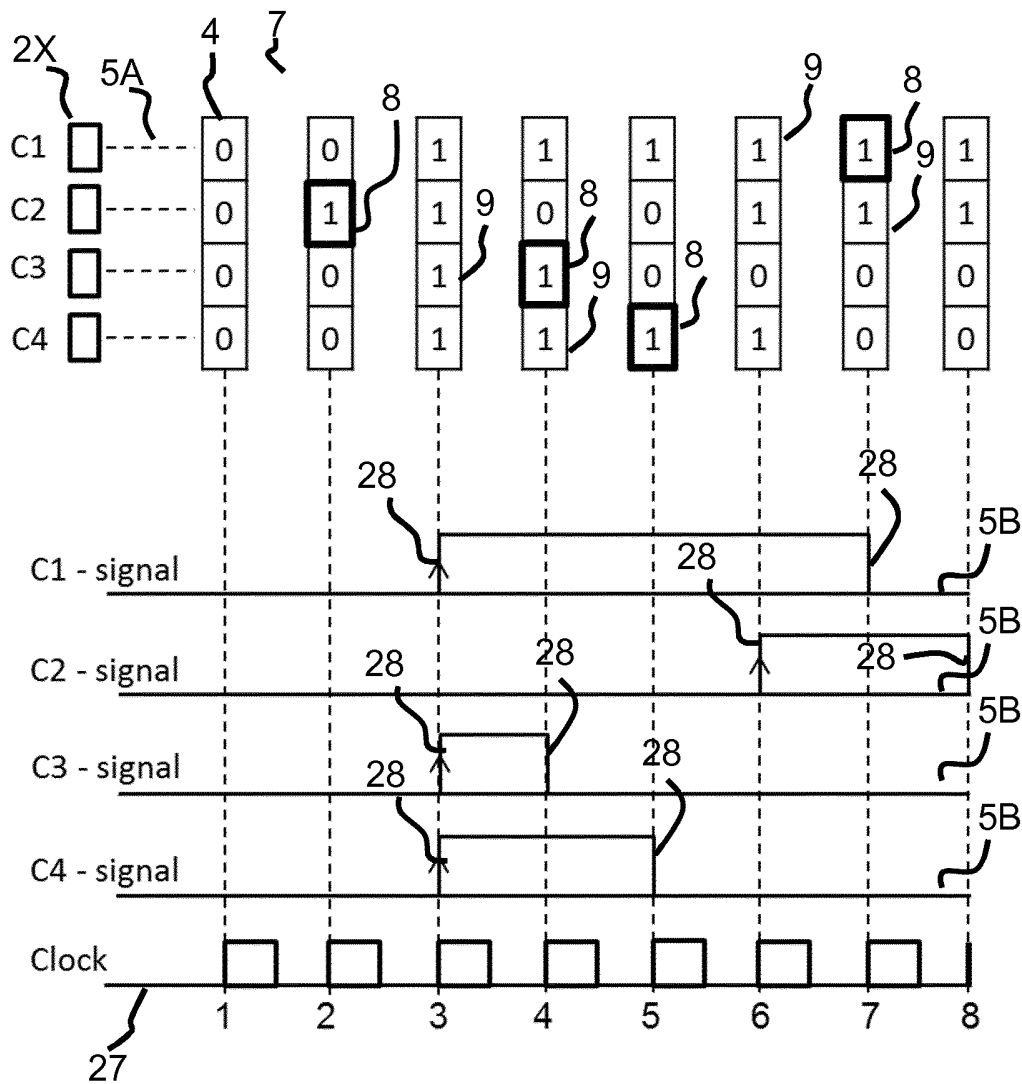 7
4
2X
5A
8
9
8
9
C1 0 0 1 1 1 1 1 1
C2 0 1 1 0 0 1 1 1
9
8
8
C3 0 0 1 1 0 0 0 0
9
C4 0 0 1 1 1 1 0 0
28
28
5B
C1 - signal
28
5B
28
28
28
C2 - signal
5B
28
28
C3 - signal
5B
C4 - signal
Clock
1 2 3 4 5 6 7 8
27